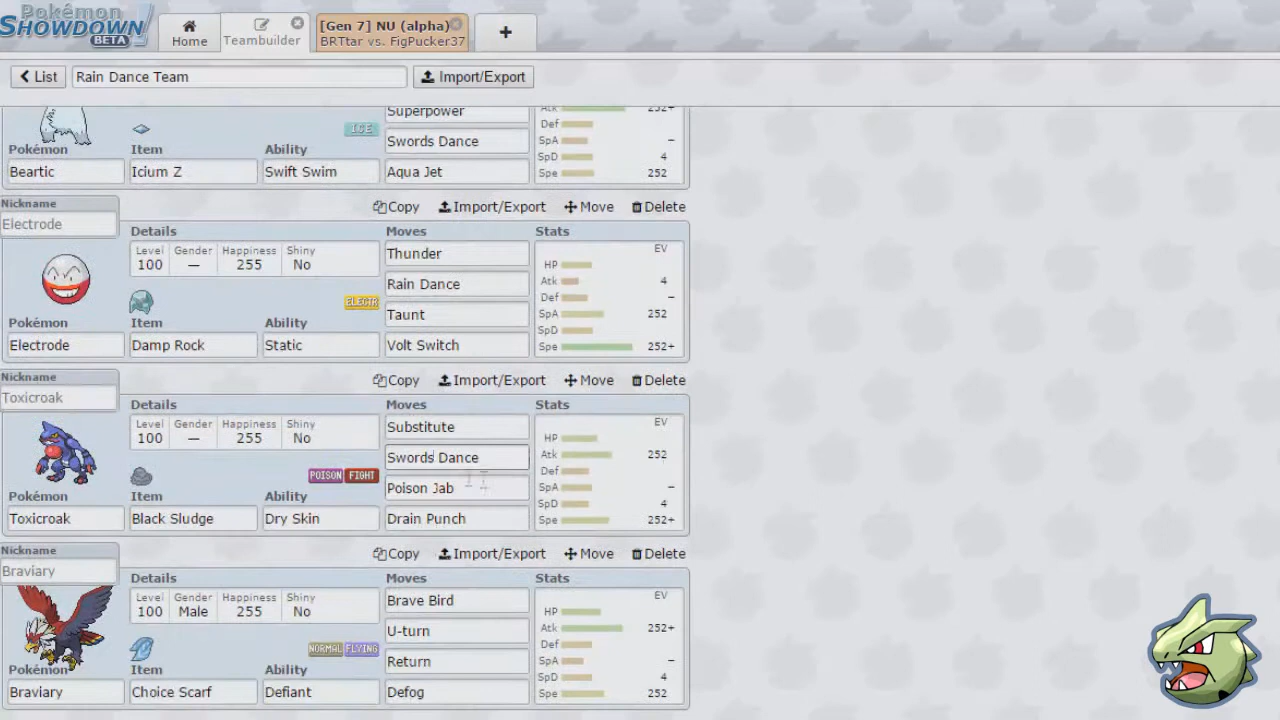 Pokémon
SHOWDOWN!
BETA
Home
Teambuilder
[Gen 7] NU (alpha)
BRTtar vs. FigPucker37
+
List
Rain Dance Team
Import/Export
Pokémon
Beartic
Item
Icium Z
ICE
Ability
Swift Swim
Superpower
Swords Dance
Aqua Jet
Atk 252+
Def
SpA –
SpD 4
Spe 252
Nickname
Electrode
Copy Import/Export Move Delete
Details
Level Gender Happiness Shiny
100 — 255 No
ELECTR
Pokémon
Electrode
Item
Damp Rock
Ability
Static
Moves
Thunder
Rain Dance
Taunt
Volt Switch
Stats
EV
HP
Atk 4
Def –
SpA 252
SpD
Spe 252+
Nickname
Toxicroak
Copy Import/Export Move Delete
Details
Level Gender Happiness Shiny
100 — 255 No
POISON FIGHT
Pokémon
Toxicroak
Item
Black Sludge
Ability
Dry Skin
Moves
Substitute
Swords Dance
Poison Jab
Drain Punch
Stats
EV
HP
Atk 252
Def
SpA –
SpD 4
Spe 252+
Nickname
Braviary
Copy Import/Export Move Delete
Details
Level Gender Happiness Shiny
100 Male 255 No
NORMAL FLYING
Pokémon
Braviary
Item
Choice Scarf
Ability
Defiant
Moves
Brave Bird
U-turn
Return
Defog
Stats
EV
HP
Atk 252+
Def
SpA –
SpD 4
Spe 252